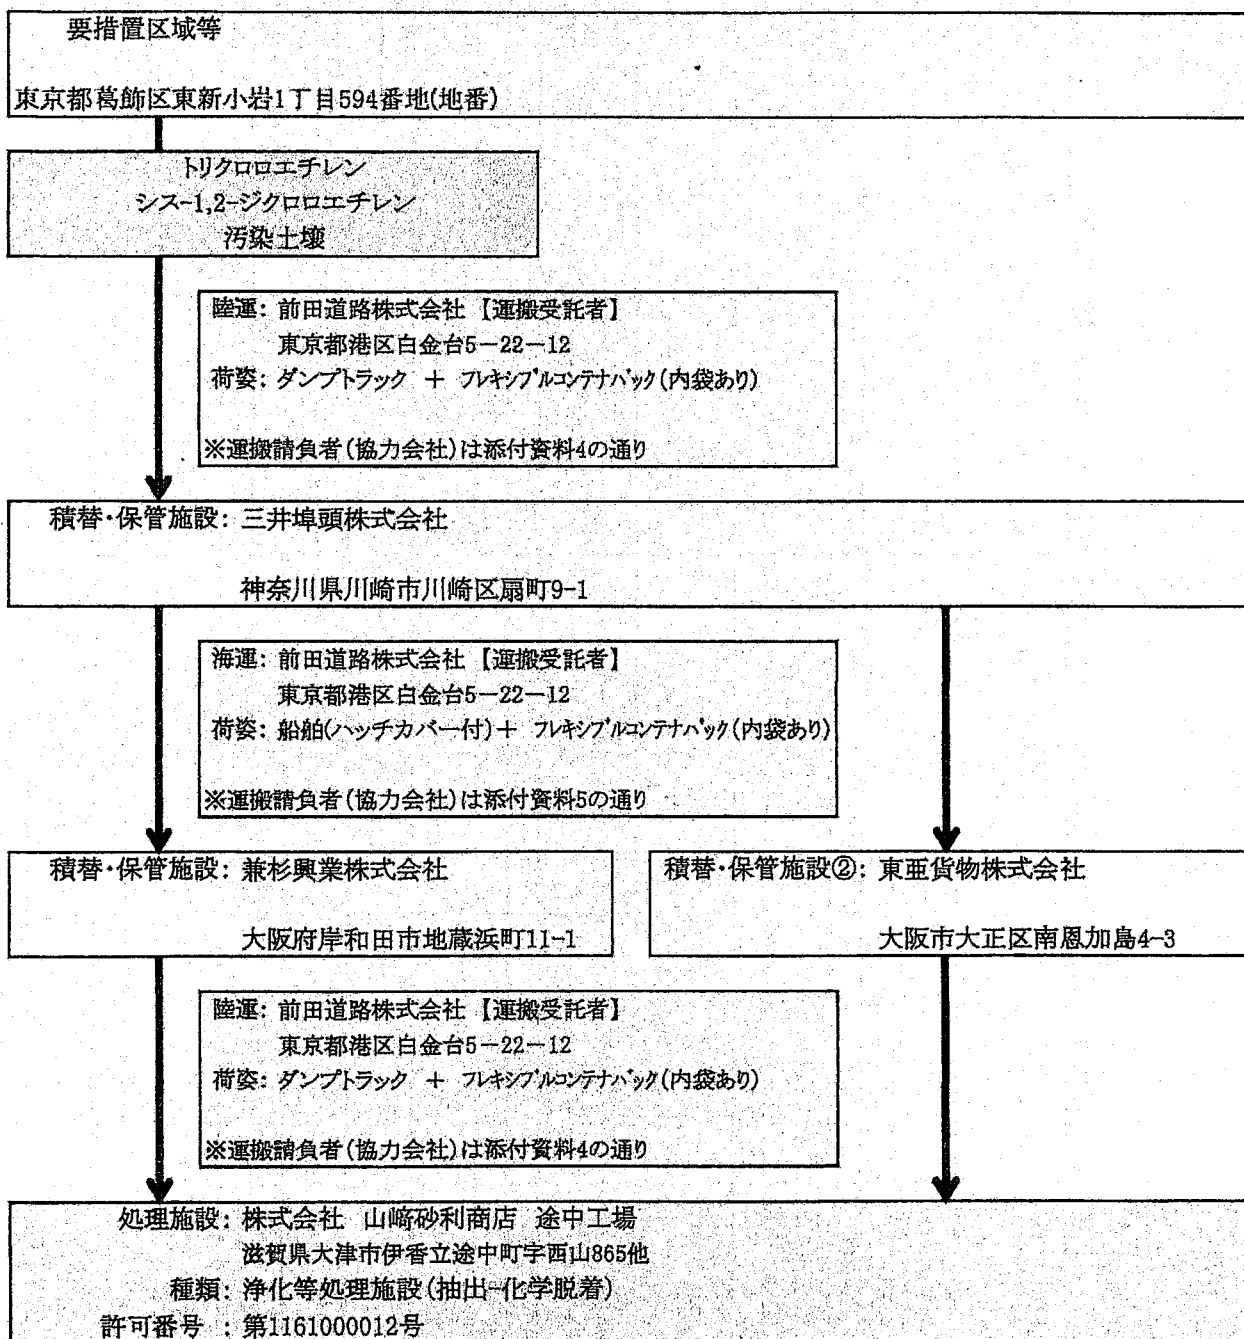 要措置区域等
東京都葛飾区東新小岩1丁目594番地(地番)
トリクロロエチレン
シス-1,2-ジクロロエチレン
汚染土壌
陸運: 前田道路株式会社 【運搬受託者】
東京都港区白金台5-22-12
荷姿: ダンプトラック + フレキシブルコンテナバック(内袋あり)
※運搬請負者(協力会社)は添付資料4の通り
積替・保管施設: 三井埠頭株式会社
神奈川県川崎市川崎区扇町9-1
海運: 前田道路株式会社 【運搬受託者】
東京都港区白金台5-22-12
荷姿: 船舶(ハッチカバー付)+ フレキシブルコンテナバック(内袋あり)
※運搬請負者(協力会社)は添付資料5の通り
積替・保管施設: 兼杉興業株式会社
大阪府岸和田市地蔵浜町11-1
積替・保管施設②: 東亜貨物株式会社
大阪市大正区南恩加島4-3
陸運: 前田道路株式会社 【運搬受託者】
東京都港区白金台5-22-12
荷姿: ダンプトラック + フレキシブルコンテナバック(内袋あり)
※運搬請負者(協力会社)は添付資料4の通り
処理施設: 株式会社 山﨑砂利商店 途中工場
滋賀県大津市伊香立途中町字西山865他
種類: 浄化等処理施設(抽出-化学脱着)
許可番号 : 第1161000012号